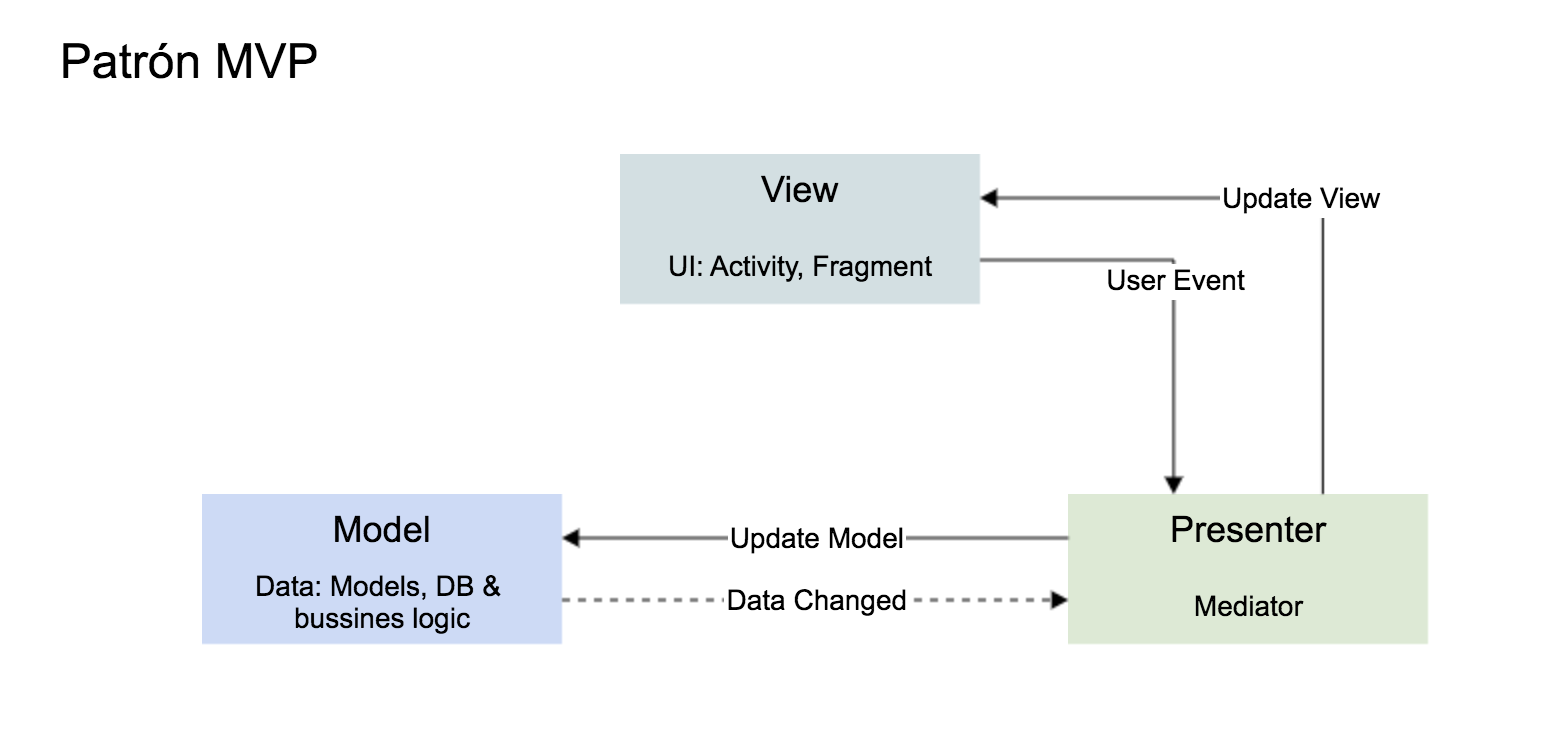 Patrón MVP
View
UI: Activity, Fragment
Update View
User Event
Model
Data: Models, DB &
bussines logic
Update Model
Data Changed
Presenter
Mediator